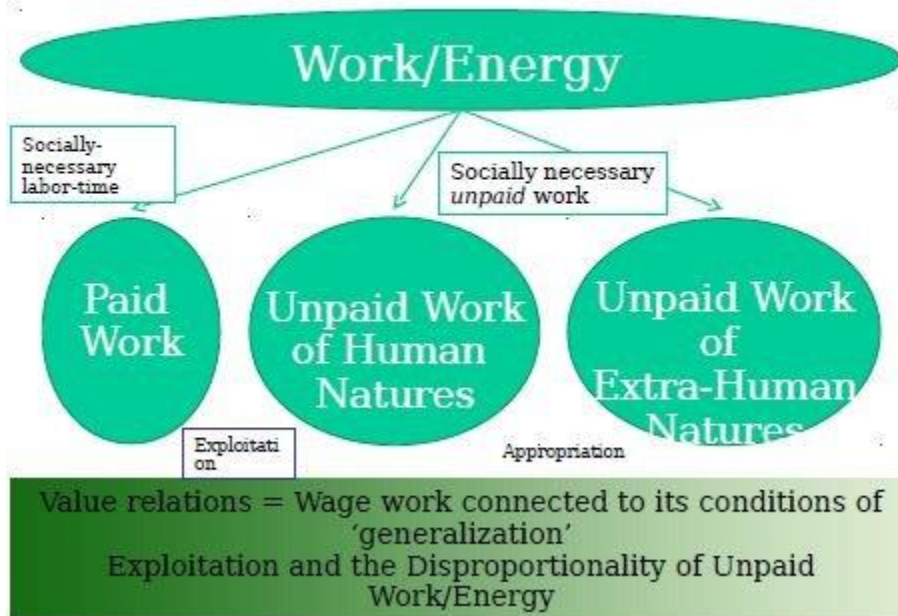 Work/Energy
Socially-
necessary
labor-time
Socially necessary
unpaid work
Paid
Work
Unpaid Work
of Human
Natures
Unpaid Work
of
Extra-Human
Natures
Exploitati
on
Appropriation
Value relations = Wage work connected to its conditions of
‘generalization’
Exploitation and the Disproportionality of Unpaid
Work/Energy